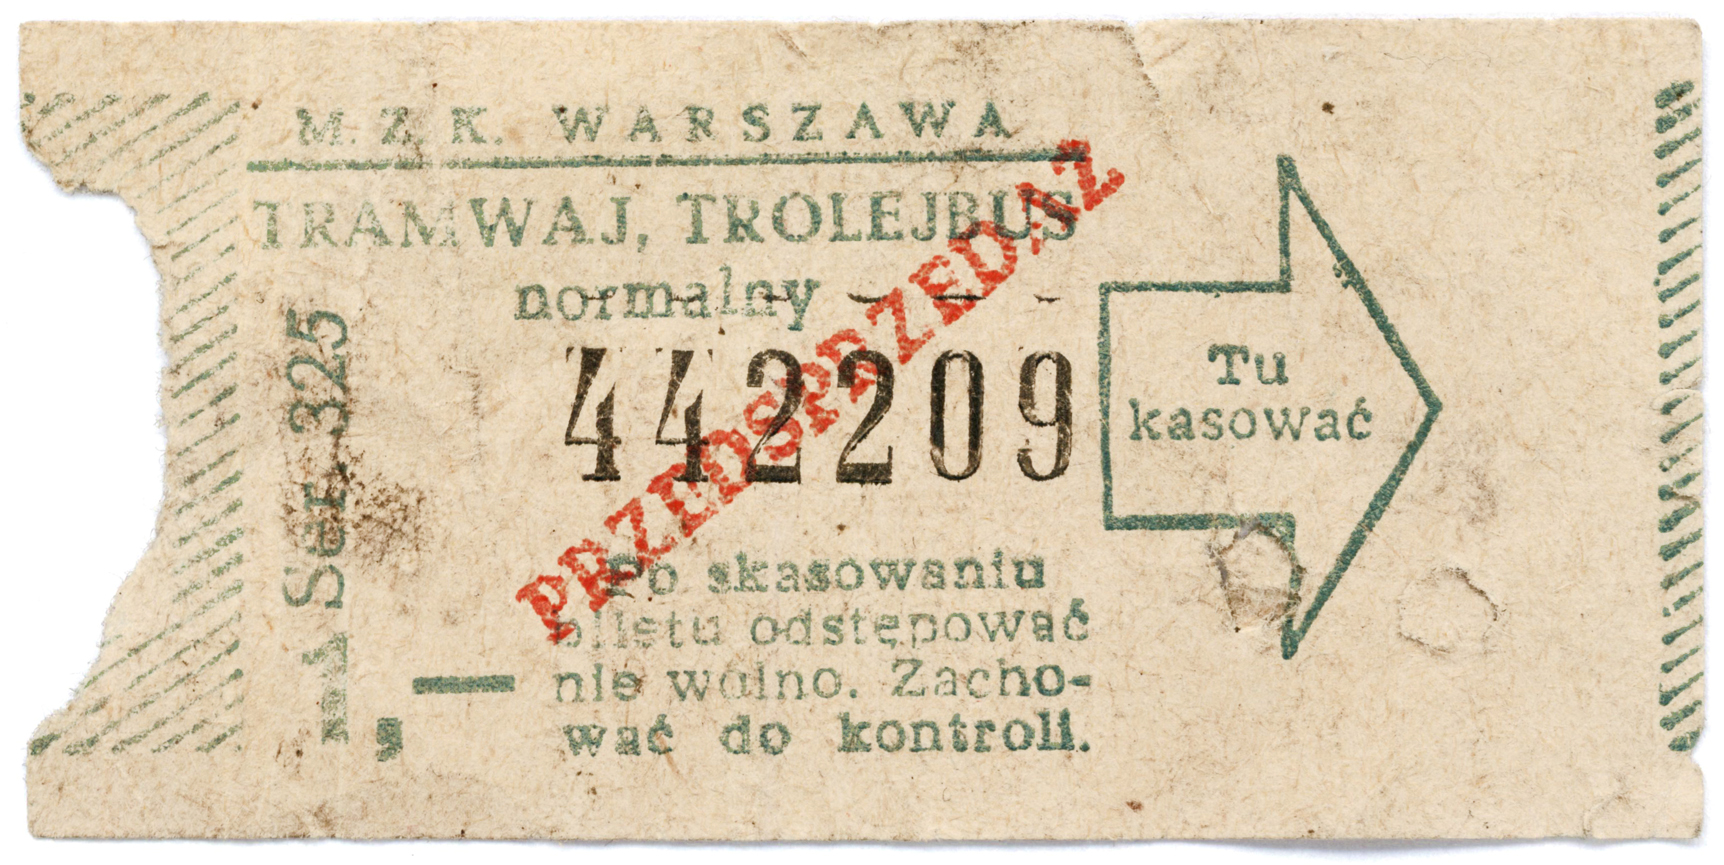 M. Z. K. WARSZAWA
TRAMWAJ, TROLEJBUS
normalny
442209
PRZEDSPRZEDAŻ
Po skasowaniu
biletu odstępować
nie wolno. Zacho-
wać do kontroli.
Ser. 325
1,—
Tu
kasować